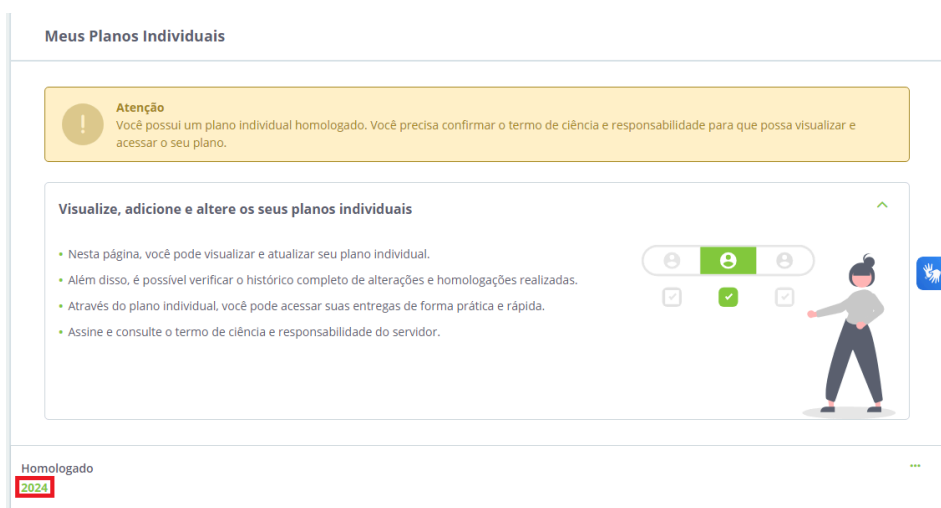 Meus Planos Individuais
Atenção
Você possui um plano individual homologado. Você precisa confirmar o termo de ciência e responsabilidade para que possa visualizar e
acessar o seu plano.
Visualize, adicione e altere os seus planos individuais
• Nesta página, você pode visualizar e atualizar seu plano individual.
• Além disso, é possível verificar o histórico completo de alterações e homologações realizadas.
• Através do plano individual, você pode acessar suas entregas de forma prática e rápida.
• Assine e consulte o termo de ciência e responsabilidade do servidor.
Homologado
2024